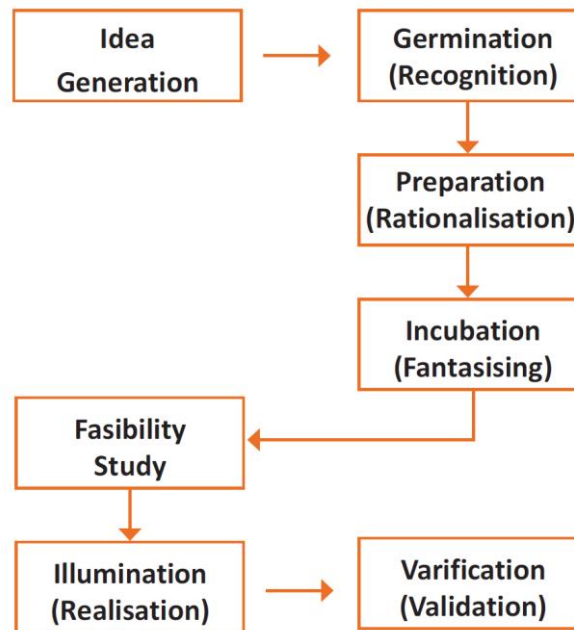 Idea
Generation
Germination
(Recognition)
Preparation
(Rationalisation)
Incubation
(Fantasising)
Fasibility
Study
Illumination
(Realisation)
Varification
(Validation)